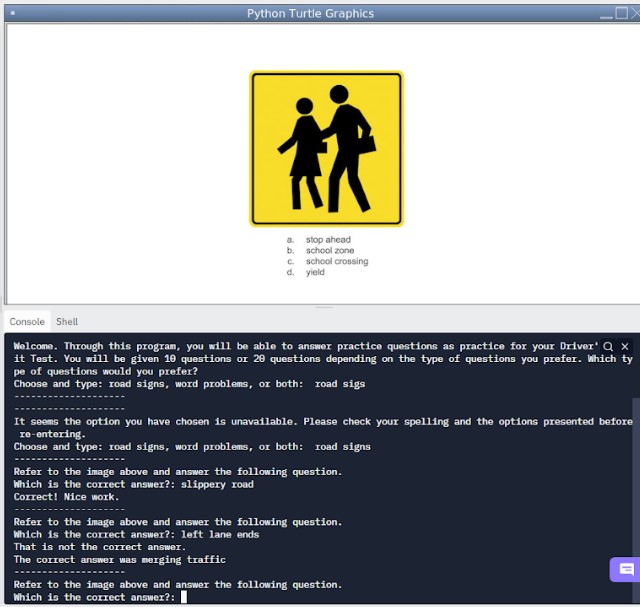 Python Turtle Graphics
a. stop ahead
b. school zone
c. school crossing
d. yield
Console Shell
Welcome. Through this program, you will be able to answer practice questions as practice for your Driver'
it Test. You will be given 10 questions or 20 questions depending on the type of questions you prefer. Which ty
pe of questions would you prefer?
Choose and type: road signs, word problems, or both: road sigs
--------------------
--------------------
It seems the option you have chosen is unavailable. Please check your spelling and the options presented before
re-entering.
Choose and type: road signs, word problems, or both: road signs
--------------------
Refer to the image above and answer the following question.
Which is the correct answer?: slippery road
Correct! Nice work.
--------------------
Refer to the image above and answer the following question.
Which is the correct answer?: left lane ends
That is not the correct answer.
The correct answer was merging traffic
--------------------
Refer to the image above and answer the following question.
Which is the correct answer?: